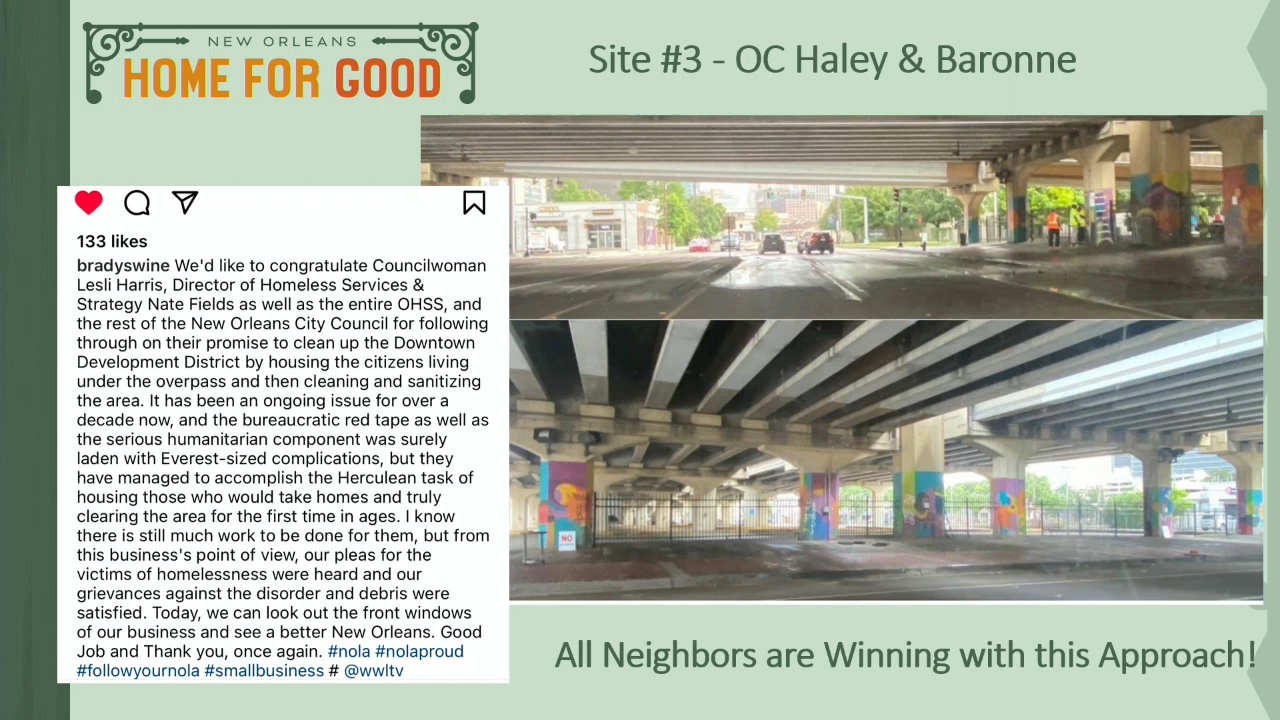 NEW ORLEANS
HOME FOR GOOD
Site #3 - OC Haley & Baronne
133 likes
bradyswine We'd like to congratulate Councilwoman
Lesli Harris, Director of Homeless Services &
Strategy Nate Fields as well as the entire OHSS, and
the rest of the New Orleans City Council for following
through on their promise to clean up the Downtown
Development District by housing the citizens living
under the overpass and then cleaning and sanitizing
the area. It has been an ongoing issue for over a
decade now, and the bureaucratic red tape as well as
the serious humanitarian component was surely
laden with Everest-sized complications, but they
have managed to accomplish the Herculean task of
housing those who would take homes and truly
clearing the area for the first time in ages. I know
there is still much work to be done for them, but from
this business's point of view, our pleas for the
victims of homelessness were heard and our
grievances against the disorder and debris were
satisfied. Today, we can look out the front windows
of our business and see a better New Orleans. Good
Job and Thank you, once again. #nola #nolaproud
#followyournola #smallbusiness # @wwltv
NO
All Neighbors are Winning with this Approach!